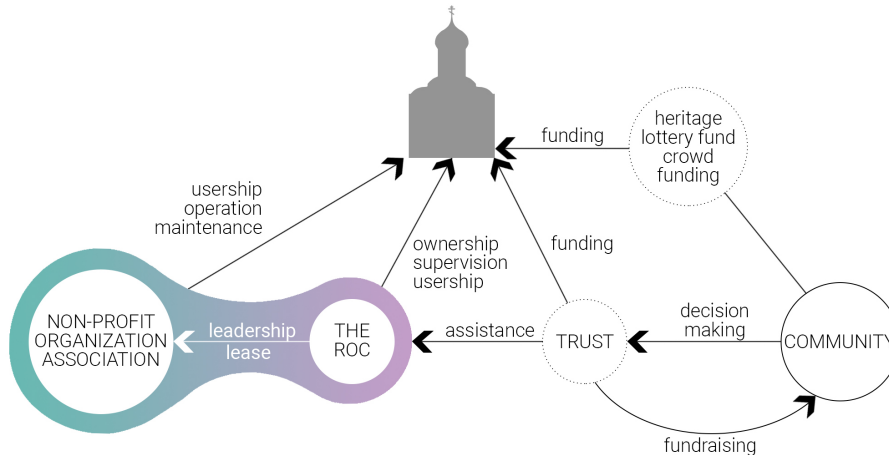 heritage
lottery fund
crowd
funding
funding
usership
operation
maintenance
ownership
supervision
usership
funding
NON-PROFIT
ORGANIZATION
ASSOCIATION
leadership
lease
THE
ROC
assistance
TRUST
decision
making
COMMUNITY
fundraising